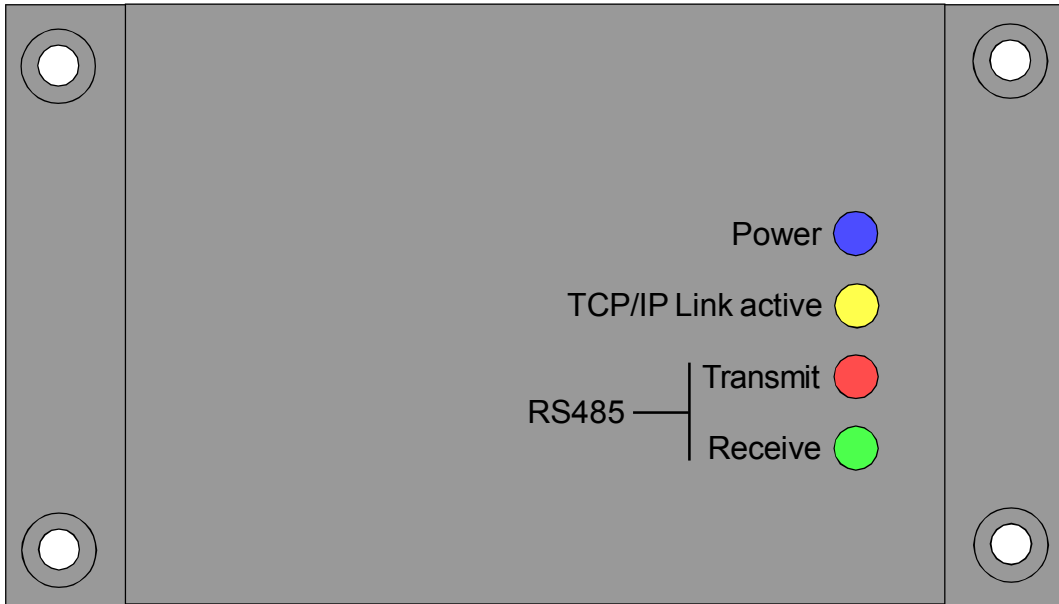 Power
TCP/IP Link active
Transmit
RS485
Receive